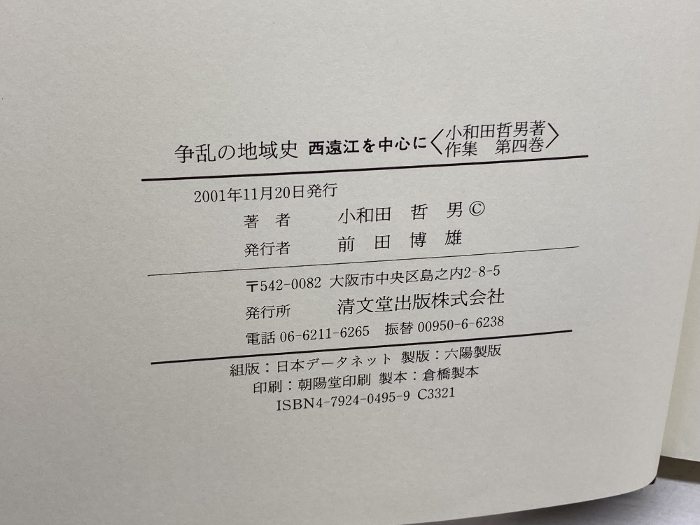 争乱の地域史 西遠江を中心に〈小和田哲男著作集 第四巻〉
2001年11月20日発行
著者 小和田 哲 男©
発行者 前 田 博 雄
〒542-0082 大阪市中央区島之内2-8-5
発行所 清文堂出版株式会社
電話 06-6211-6265 振替 00950-6-6238
組版：日本データネット 製版：六陽製版
印刷：朝陽堂印刷 製本：倉橋製本
ISBN4-7924-0495-9 C3321